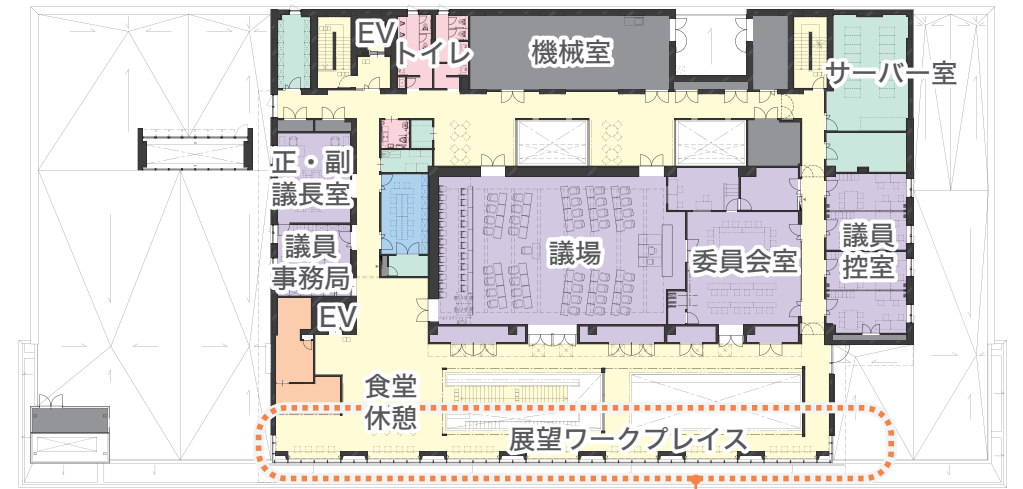 EV
トイレ
機械室
サーバー室
正・副
議長室
議員
事務局
議場
委員会室
議員
控室
EV
食堂
休憩
展望ワークプレイス